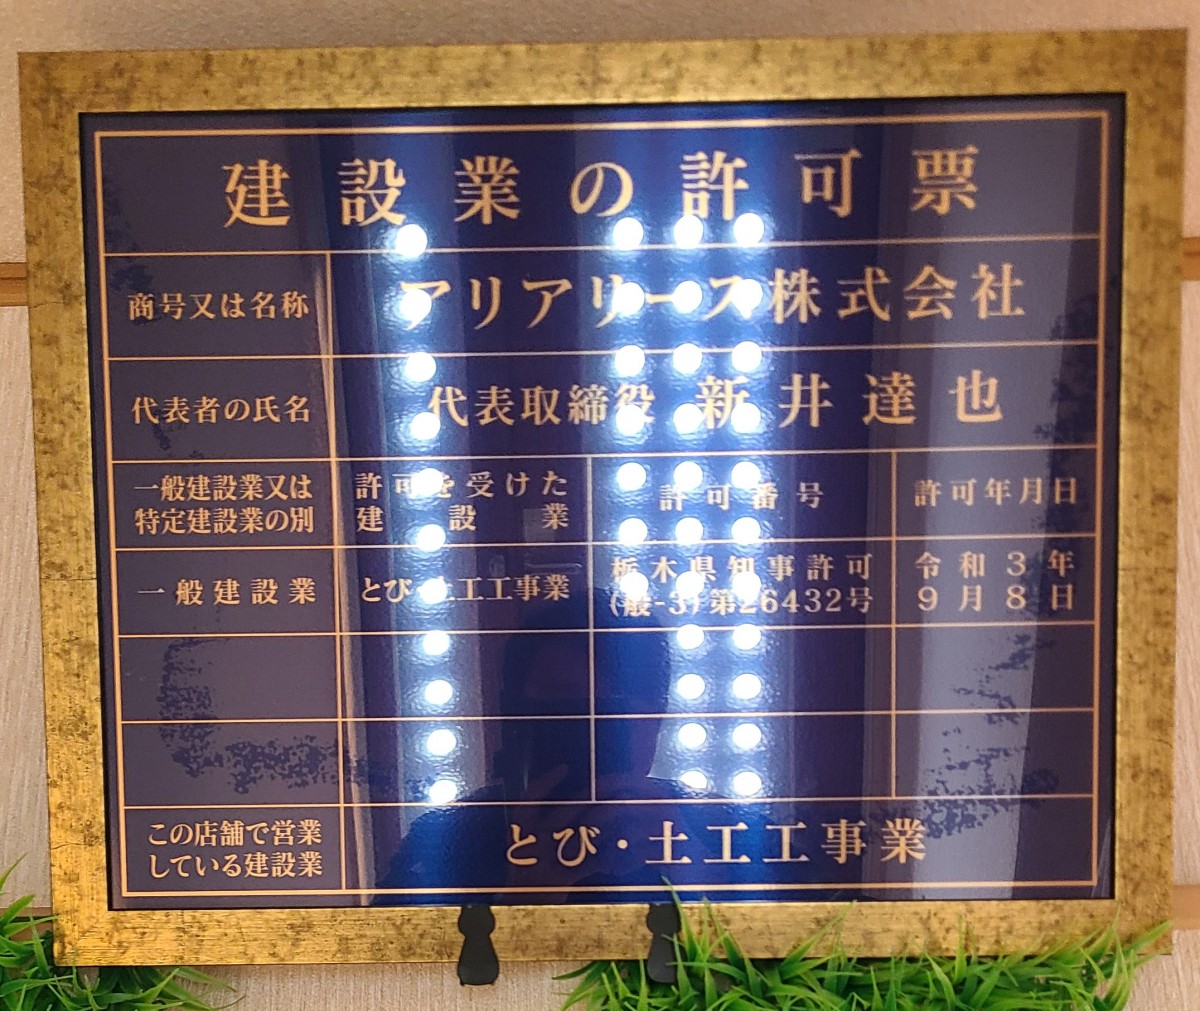 建設業の許可票
商号又は名称 アリアリース株式会社
代表者の氏名 代表取締役 新井達也
一般建設業又は
特定建設業の別
許可を受けた
建設業
許可番号
許可年月日
一般建設業
とび・土工工事業
栃木県知事許可
(般-3)第26432号
令和3年
9月8日
この店舗で営業
している建設業
とび・土工工事業